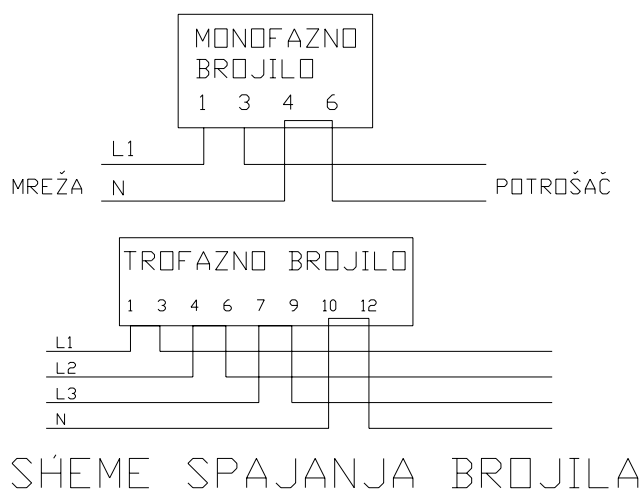 MONOFAZNO
BROJILO
1 3 4 6
L1
MREŽA N POTROŠAČ
TROFAZNO BROJILO
1 3 4 6 7 9 10 12
L1
L2
L3
N
SHEME SPAJANJA BROJILA